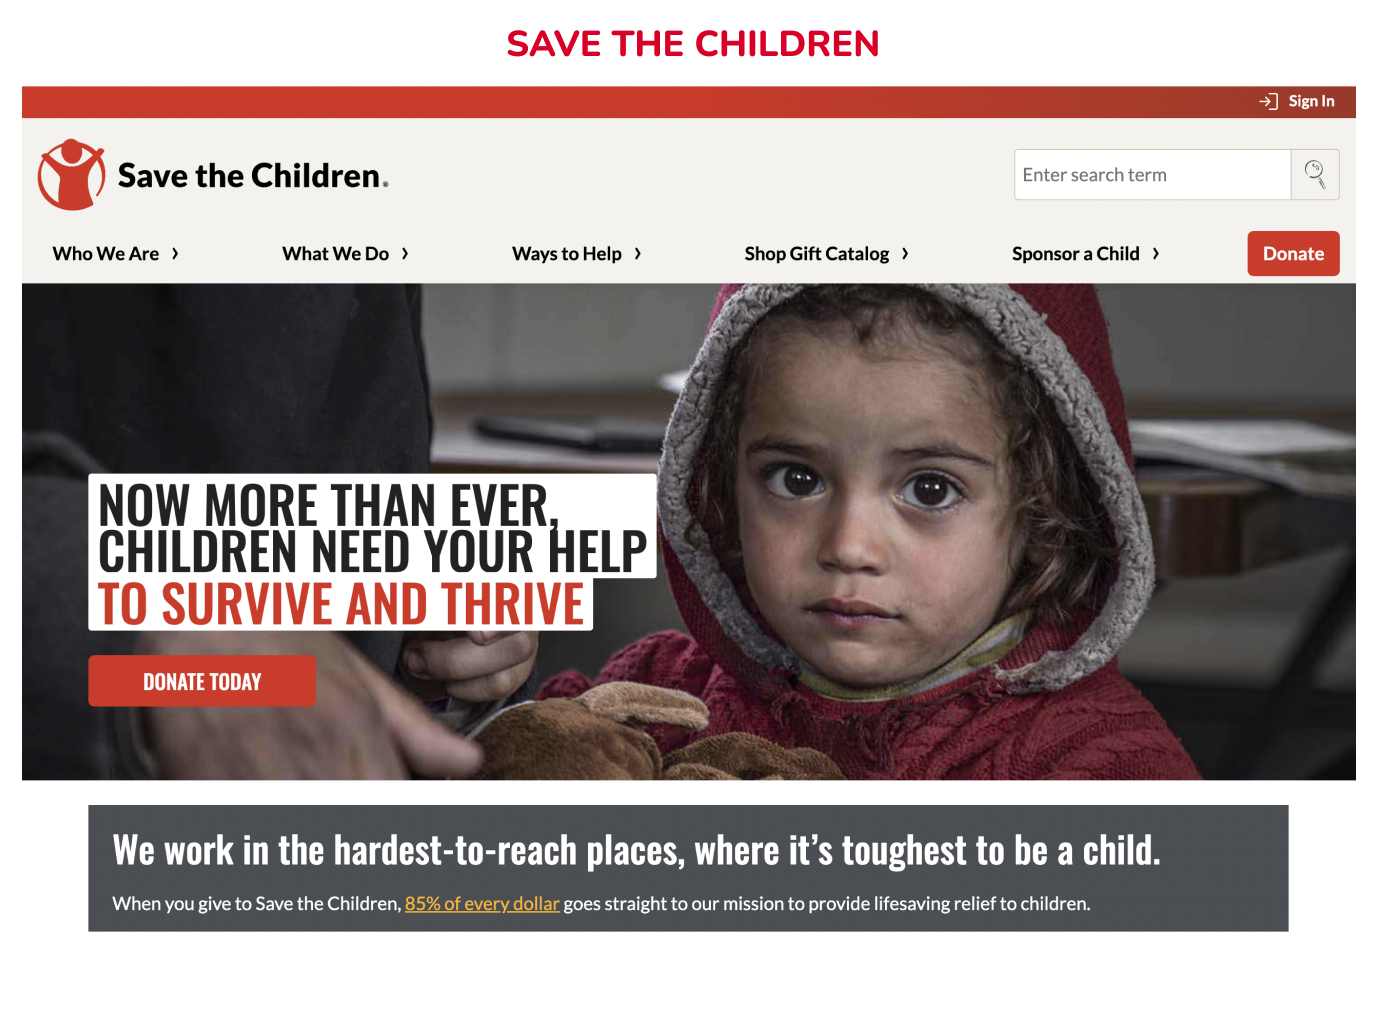 SAVE THE CHILDREN
Sign In
Save the Children®
Enter search term
Who We Are
What We Do
Ways to Help
Shop Gift Catalog
Sponsor a Child
Donate
NOW MORE THAN EVER,
CHILDREN NEED YOUR HELP
TO SURVIVE AND THRIVE
DONATE TODAY
We work in the hardest-to-reach places, where it’s toughest to be a child.
When you give to Save the Children, 85% of every dollar goes straight to our mission to provide lifesaving relief to children.